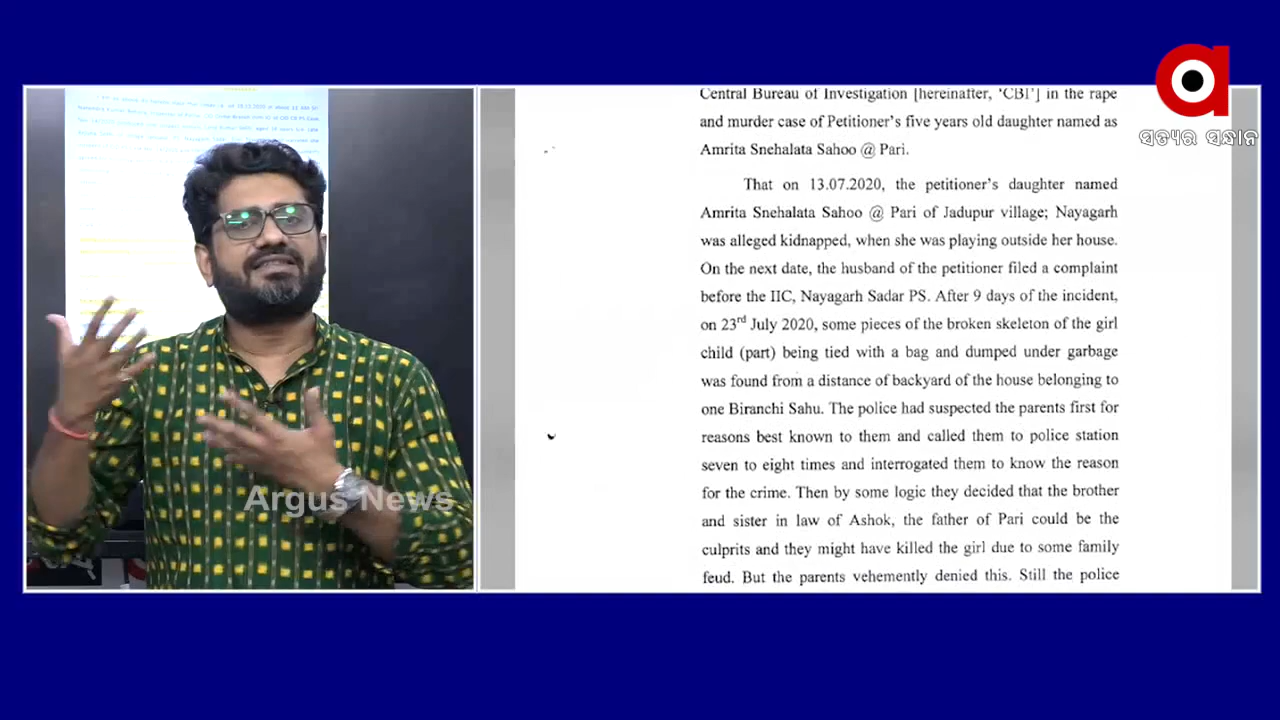 ସତ୍ୟର ସନ୍ଧାନ
Argus News
Central Bureau of Investigation [hereinafter, ‘CBI’] in the rape
and murder case of Petitioner’s five years old daughter named as
Amrita Snehalata Sahoo @ Pari.
That on 13.07.2020, the petitioner’s daughter named
Amrita Snehalata Sahoo @ Pari of Jadupur village; Nayagarh
was alleged kidnapped, when she was playing outside her house.
On the next date, the husband of the petitioner filed a complaint
before the IIC, Nayagarh Sadar PS. After 9 days of the incident,
on 23rd July 2020, some pieces of the broken skeleton of the girl
child (part) being tied with a bag and dumped under garbage
was found from a distance of backyard of the house belonging to
one Biranchi Sahu. The police had suspected the parents first for
reasons best known to them and called them to police station
seven to eight times and interrogated them to know the reason
for the crime. Then by some logic they decided that the brother
and sister in law of Ashok, the father of Pari could be the
culprits and they might have killed the girl due to some family
feud. But the parents vehemently denied this. Still the police